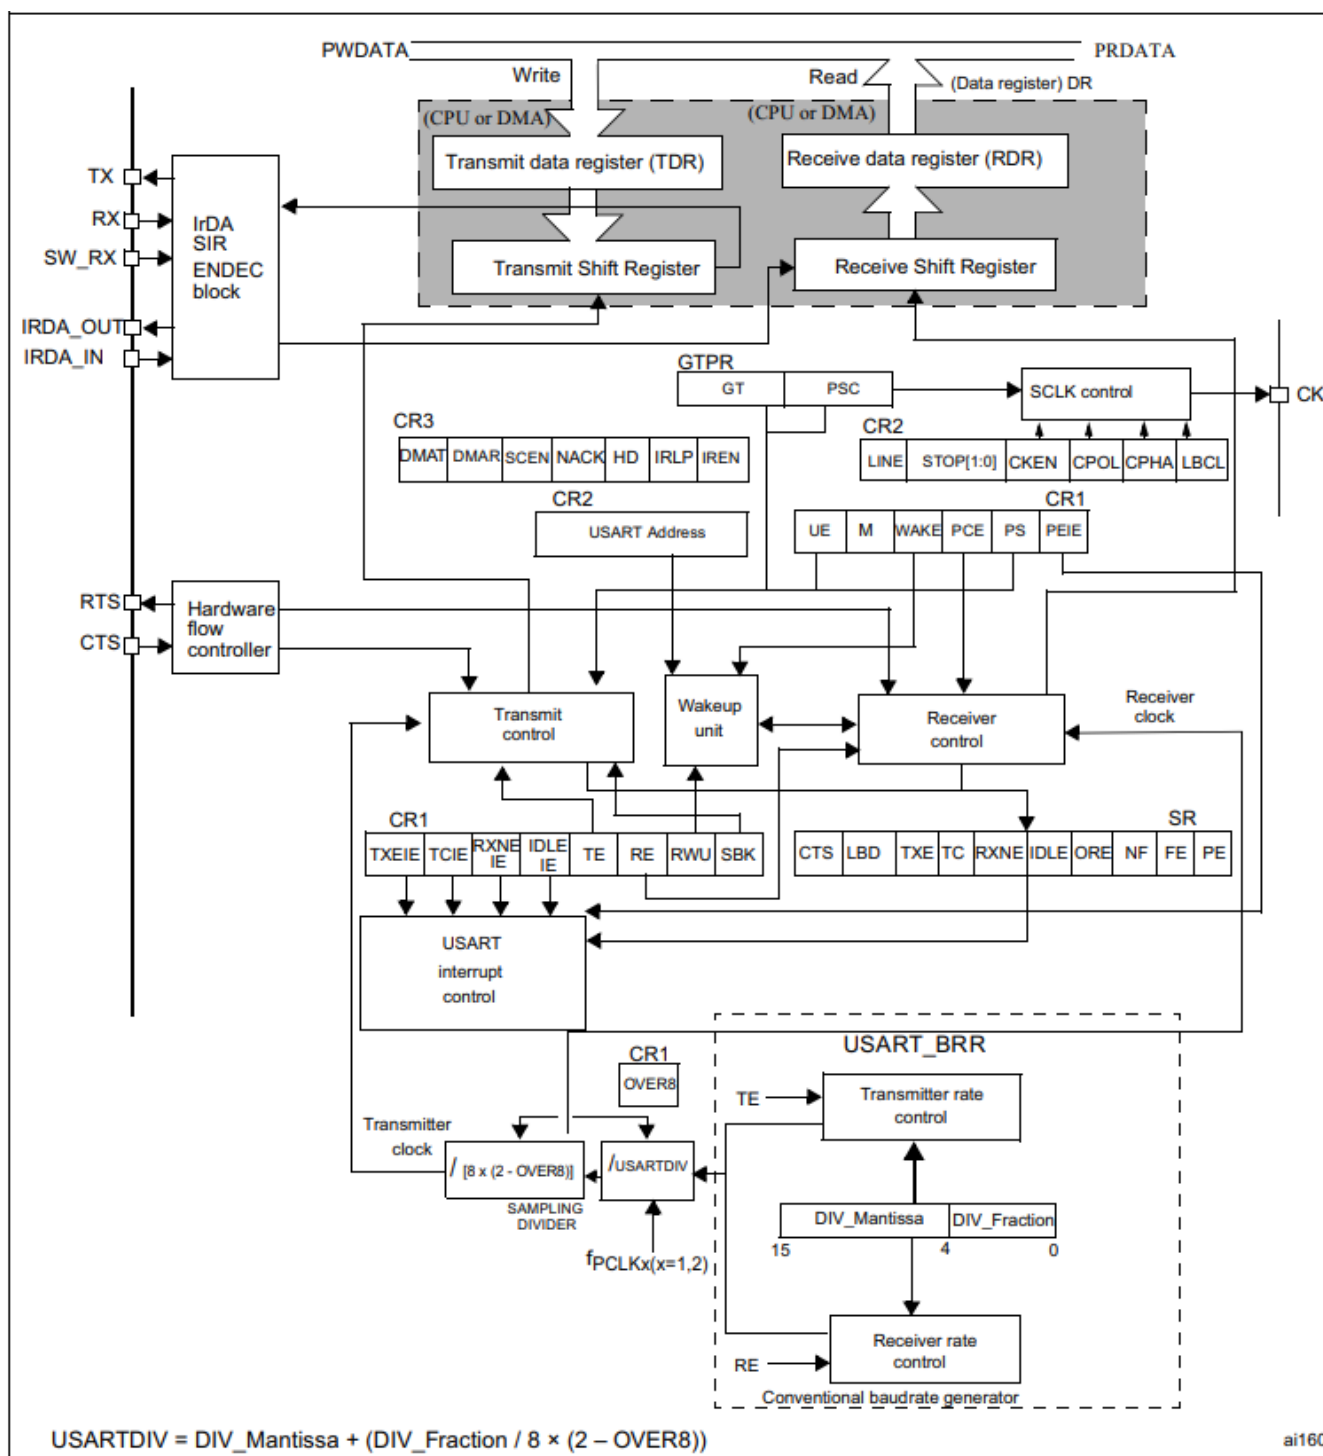 PWDATA
PRDATA
Write
Read
(Data register) DR
(CPU or DMA)
(CPU or DMA)
Transmit data register (TDR)
Receive data register (RDR)
TX
RX
SW_RX
IRDA_OUT
IRDA_IN
IrDA
SIR
ENDEC
block
Transmit Shift Register
Receive Shift Register
GTPR
GT
PSC
SCLK control
CK
CR3
DMAT DMAR SCEN NACK HD IRLP IREN
CR2
LINE STOP[1:0] CKEN CPOL CPHA LBCL
CR2
USART Address
CR1
UE M WAKE PCE PS PEIE
RTS
CTS
Hardware
flow
controller
Transmit
control
Wakeup
unit
Receiver
control
Receiver
clock
CR1
TXEIE TCIE RXNE IE IDLE IE TE RE RWU SBK
SR
CTS LBD TXE TC RXNE IDLE ORE NF FE PE
USART
interrupt
control
USART_BRR
CR1
OVER8
TE
Transmitter rate
control
Transmitter
clock
/ [8 x (2 - OVER8)]
/USARTDIV
SAMPLING
DIVIDER
fPCLKx(x=1,2)
DIV_Mantissa DIV_Fraction
15 4 0
RE
Receiver rate
control
Conventional baudrate generator
USARTDIV = DIV_Mantissa + (DIV_Fraction / 8 × (2 – OVER8))
ai160